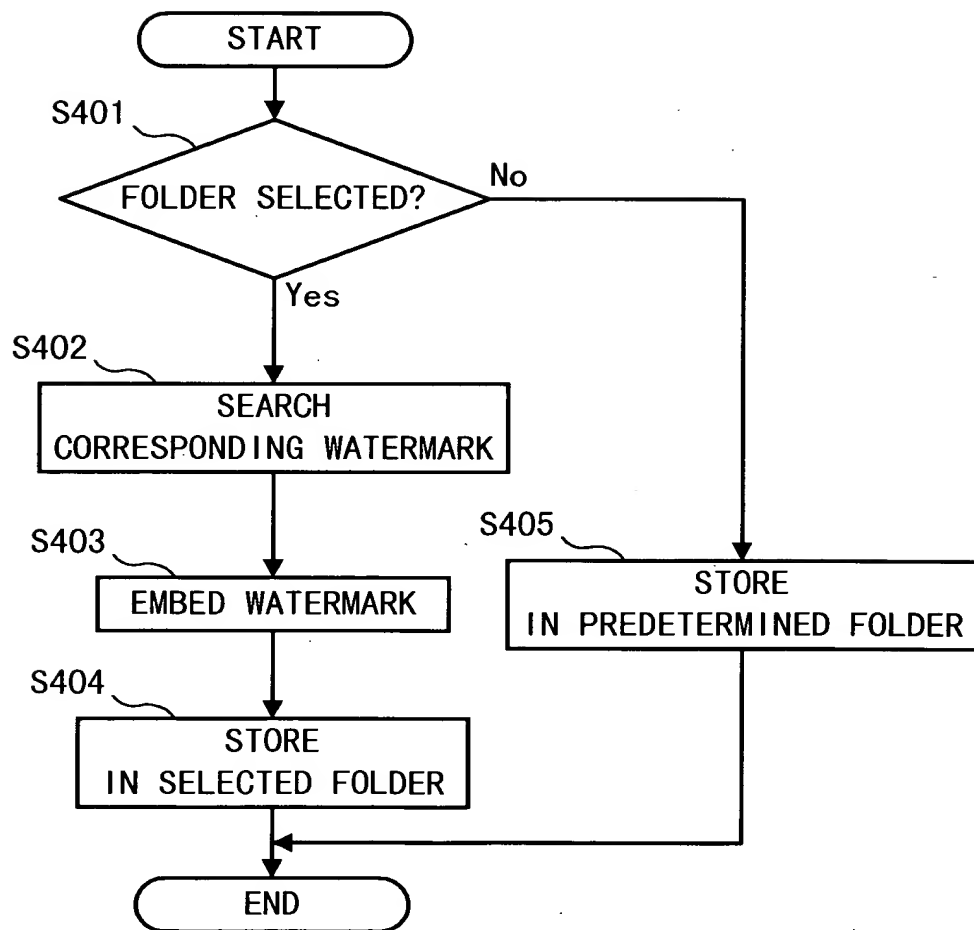 START
S401
FOLDER SELECTED?
No
Yes
S402
SEARCH
CORRESPONDING WATERMARK
S403
EMBED WATERMARK
S405
STORE
IN PREDETERMINED FOLDER
S404
STORE
IN SELECTED FOLDER
END